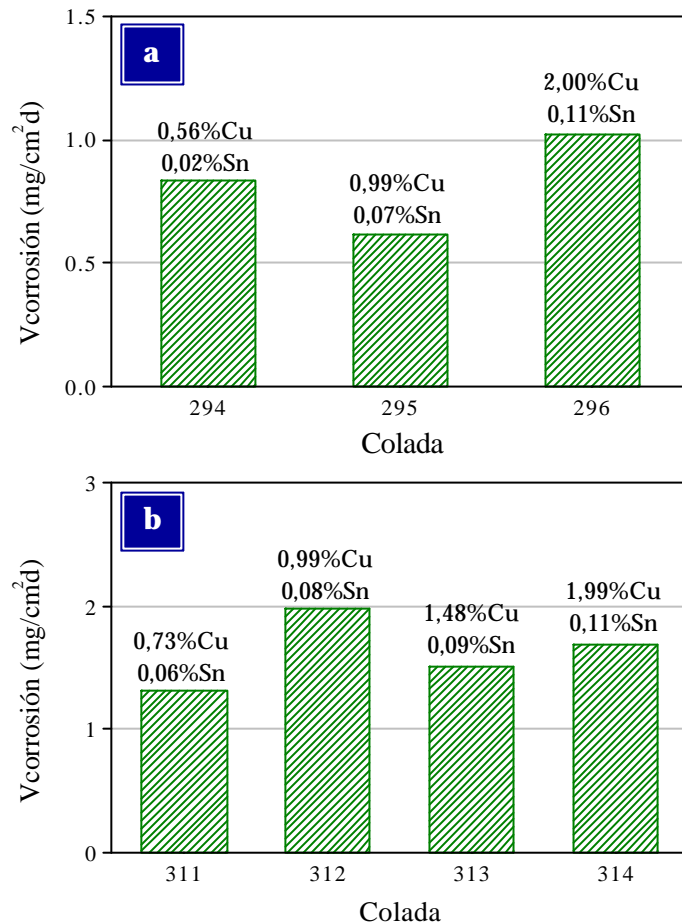 a
Vcorrosión (mg/cm²d)
1.5
1.0
0.5
0.0
0,56%Cu
0,02%Sn
0,99%Cu
0,07%Sn
2,00%Cu
0,11%Sn
294 295 296
Colada
b
Vcorrosión (mg/cm²d)
3
2
1
0
0,73%Cu
0,06%Sn
0,99%Cu
0,08%Sn
1,48%Cu
0,09%Sn
1,99%Cu
0,11%Sn
311 312 313 314
Colada